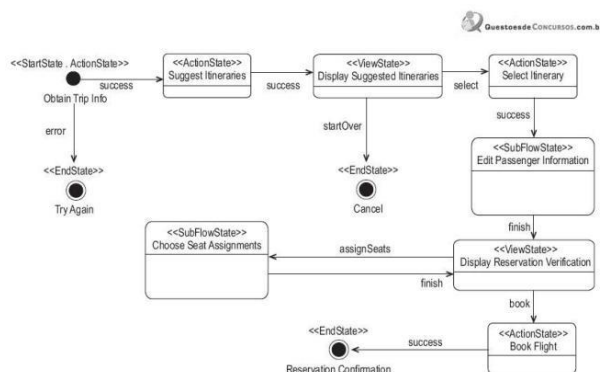 QuestoesdeCONCURSOS.com.b
<<StartState . ActionState>>
Obtain Trip Info
success
<<ActionState>>
Suggest Itineraries
success
<<ViewState>>
Display Suggested Itineraries
select
<<ActionState>>
Select Itinerary
error
startOver
success
<<EndState>>
Try Again
<<EndState>>
Cancel
<<SubFlowState>>
Edit Passenger Information
finish
<<SubFlowState>>
Choose Seat Assignments
assignSeats
finish
<<ViewState>>
Display Reservation Verification
book
<<EndState>>
Reservation Confirmation
success
<<ActionState>>
Book Flight